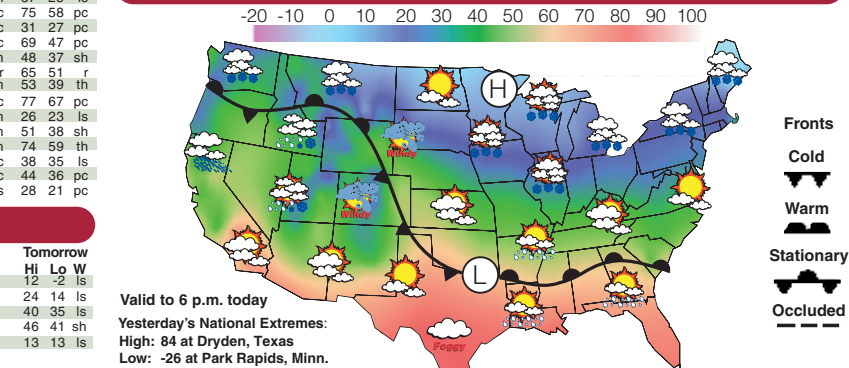 37 28 ls
c 75 58 pc
c 31 27 pc
c 69 47 pc
n 48 37 sh
r 65 51 r
n 53 39 th
c 77 67 pc
n 26 23 ls
n 51 38 sh
n 74 59 th
c 38 35 ls
c 44 36 pc
s 28 21 pc
Tomorrow
Hi Lo W
12 -2 ls
24 14 ls
40 35 ls
46 41 sh
13 13 ls
-20 -10 0 10 20 30 40 50 60 70 80 90 100
H
Windy
Windy
L
Foggy
Valid to 6 p.m. today
Yesterday's National Extremes:
High: 84 at Dryden, Texas
Low: -26 at Park Rapids, Minn.
Fronts
Cold
Warm
Stationary
Occluded